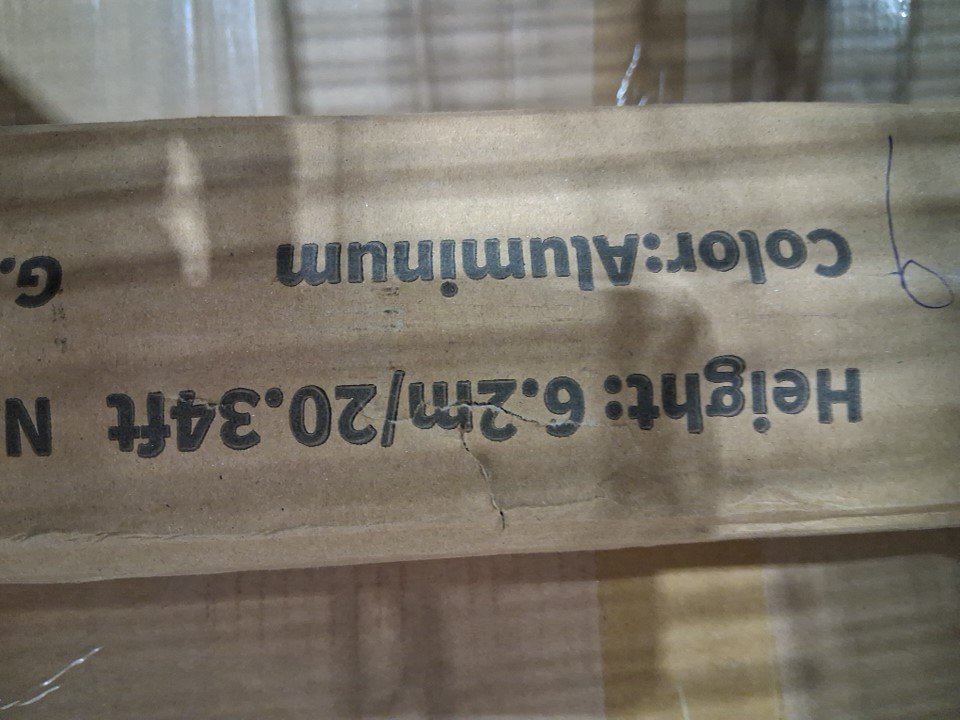 Height: 6.2m/20.34ft N
Color:Aluminum G.